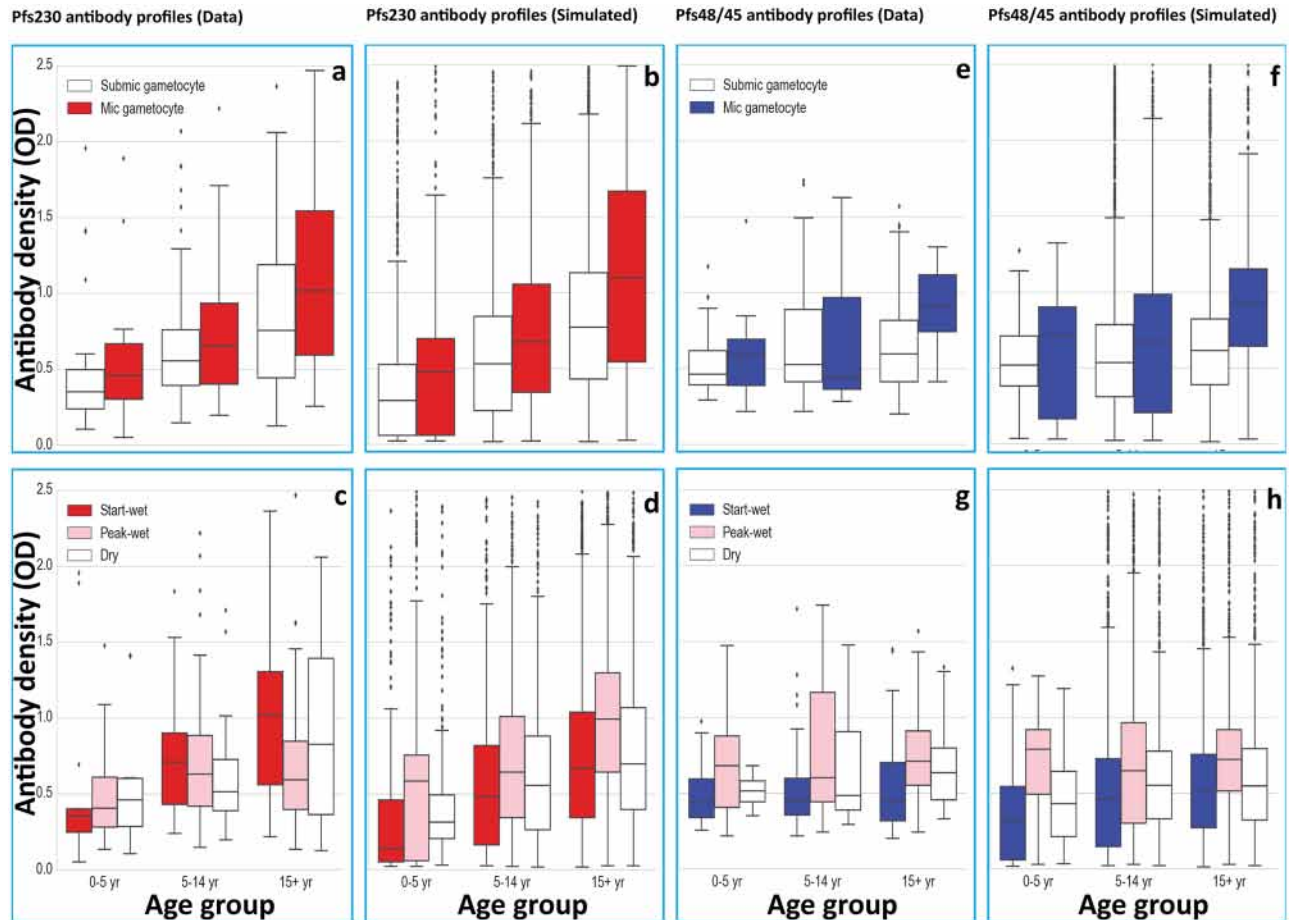 Pfs230 antibody profiles (Data)
Pfs230 antibody profiles (Simulated)
Pfs48/45 antibody profiles (Data)
Pfs48/45 antibody profiles (Simulated)
a
Submic gametocyte
Mic gametocyte
2.5
2.0
1.5
1.0
0.5
0.0
Antibody density (OD)
b
e
Submic gametocyte
Mic gametocyte
f
c
Start-wet
Peak-wet
Dry
2.5
2.0
1.5
1.0
0.5
0.0
Antibody density (OD)
0-5 yr
5-14 yr
15+ yr
Age group
d
0-5 yr
5-14 yr
15+ yr
Age group
g
Start-wet
Peak-wet
Dry
0-5 yr
5-14 yr
15+ yr
Age group
h
0-5 yr
5-14 yr
15+ yr
Age group